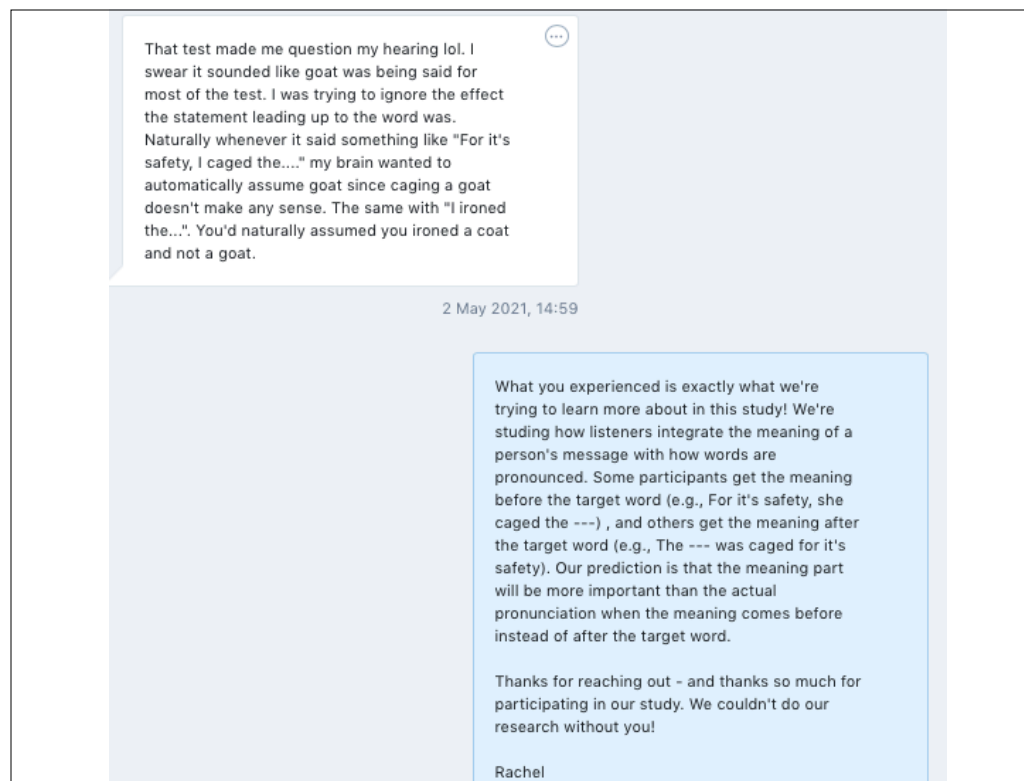 That test made me question my hearing lol. I
swear it sounded like goat was being said for
most of the test. I was trying to ignore the effect
the statement leading up to the word was.
Naturally whenever it said something like "For it's
safety, I caged the...." my brain wanted to
automatically assume goat since caging a goat
doesn't make any sense. The same with "I ironed
the...". You'd naturally assumed you ironed a coat
and not a goat.
2 May 2021, 14:59
What you experienced is exactly what we're
trying to learn more about in this study! We're
studing how listeners integrate the meaning of a
person's message with how words are
pronounced. Some participants get the meaning
before the target word (e.g., For it's safety, she
caged the ---) , and others get the meaning after
the target word (e.g., The --- was caged for it's
safety). Our prediction is that the meaning part
will be more important than the actual
pronunciation when the meaning comes before
instead of after the target word.
Thanks for reaching out - and thanks so much for
participating in our study. We couldn't do our
research without you!
Rachel